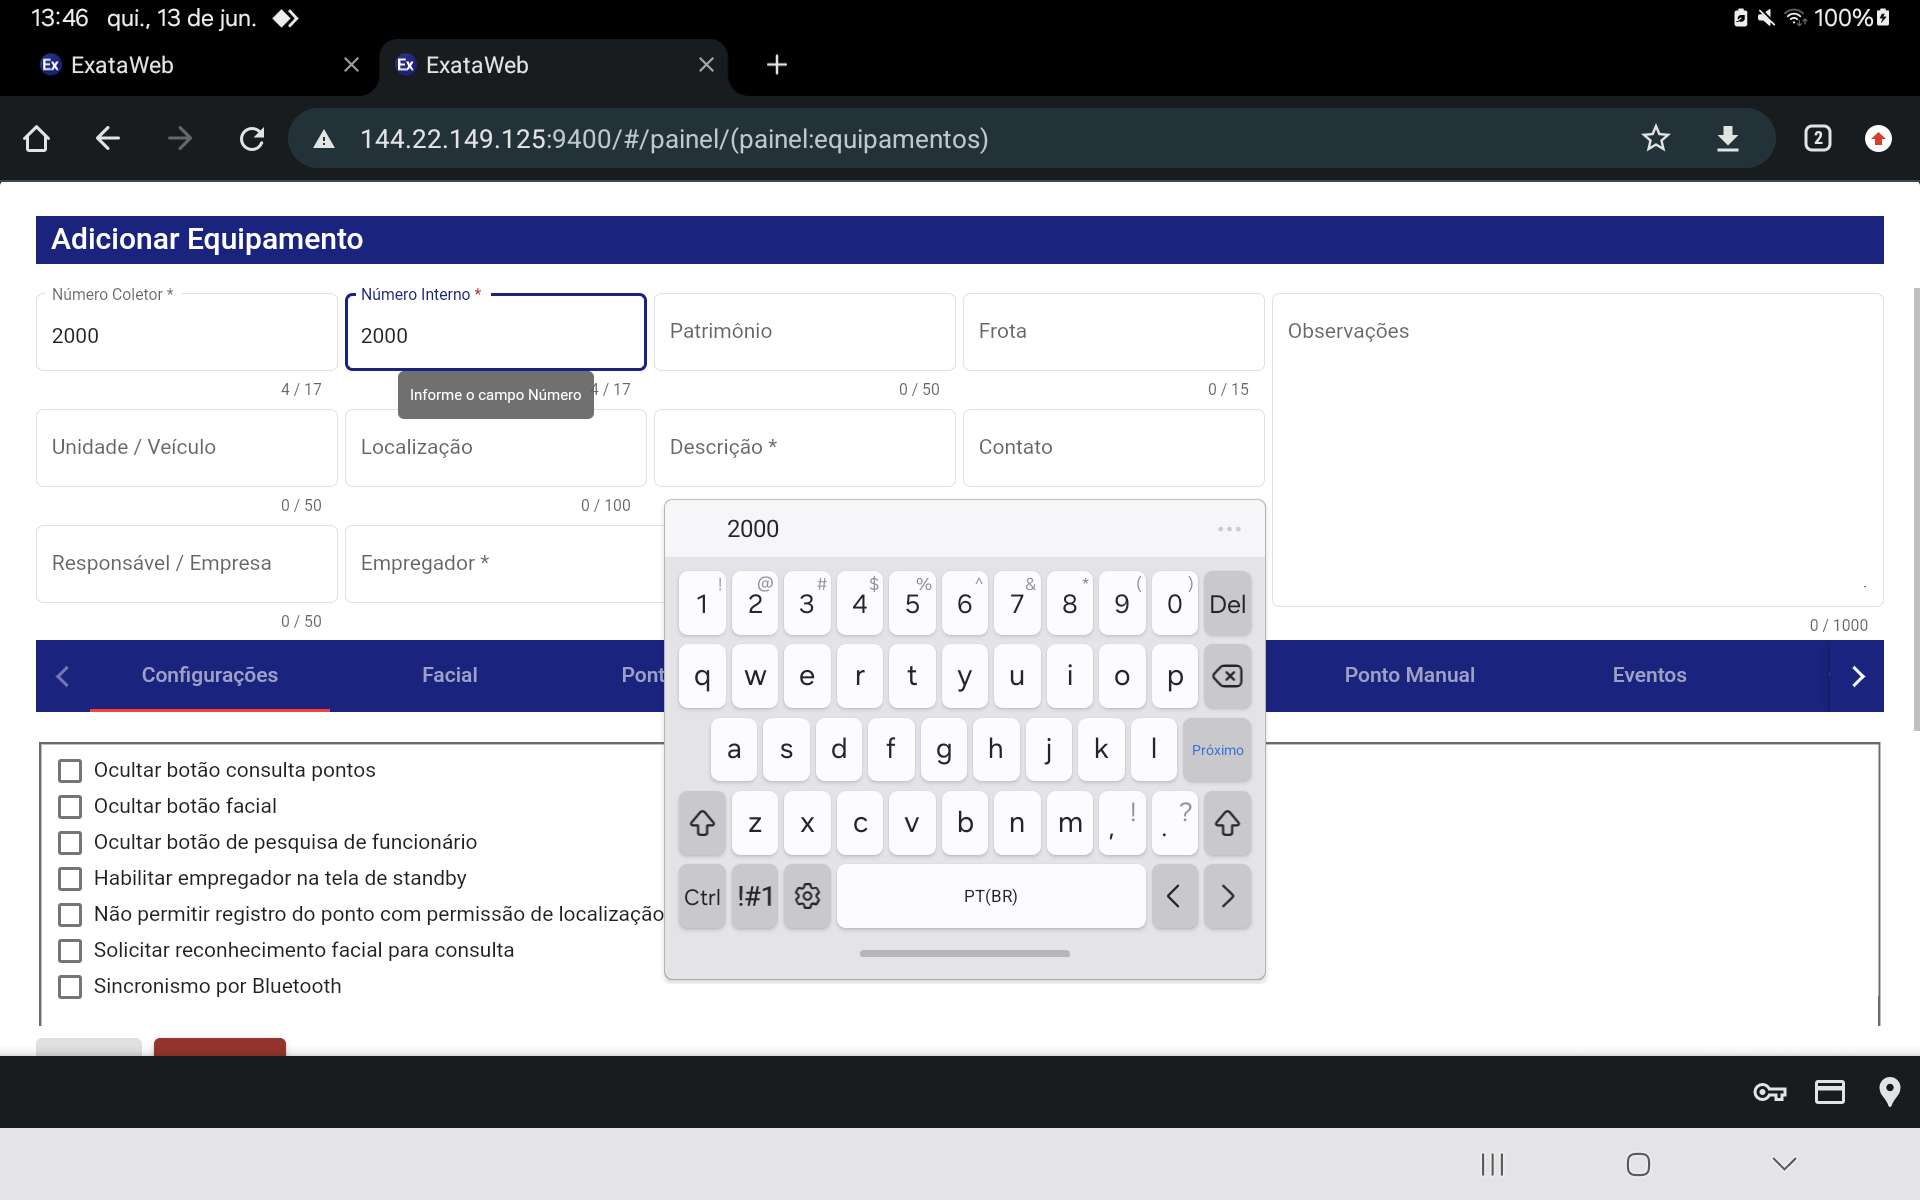 13:46 qui., 13 de jun.
100%
Ex ExataWeb
Ex ExataWeb
144.22.149.125:9400/#/painel/(painel:equipamentos)
2
Adicionar Equipamento
Número Coletor *
2000
4 / 17
Número Interno *
2000
4 / 17
Informe o campo Número
Patrimônio
0 / 50
Frota
0 / 15
Observações
0 / 1000
Unidade / Veículo
0 / 50
Localização
0 / 100
Descrição *
Contato
Responsável / Empresa
0 / 50
Empregador *
Configurações
Facial
Pont
Ponto Manual
Eventos
Ocultar botão consulta pontos
Ocultar botão facial
Ocultar botão de pesquisa de funcionário
Habilitar empregador na tela de standby
Não permitir registro do ponto com permissão de localização
Solicitar reconhecimento facial para consulta
Sincronismo por Bluetooth
2000
! @ # $ % ^ & * ( )
1 2 3 4 5 6 7 8 9 0 Del
q w e r t y u i o p
a s d f g h j k l Próximo
z x c v b n m , ! . ?
Ctrl !#1 PT(BR) < >